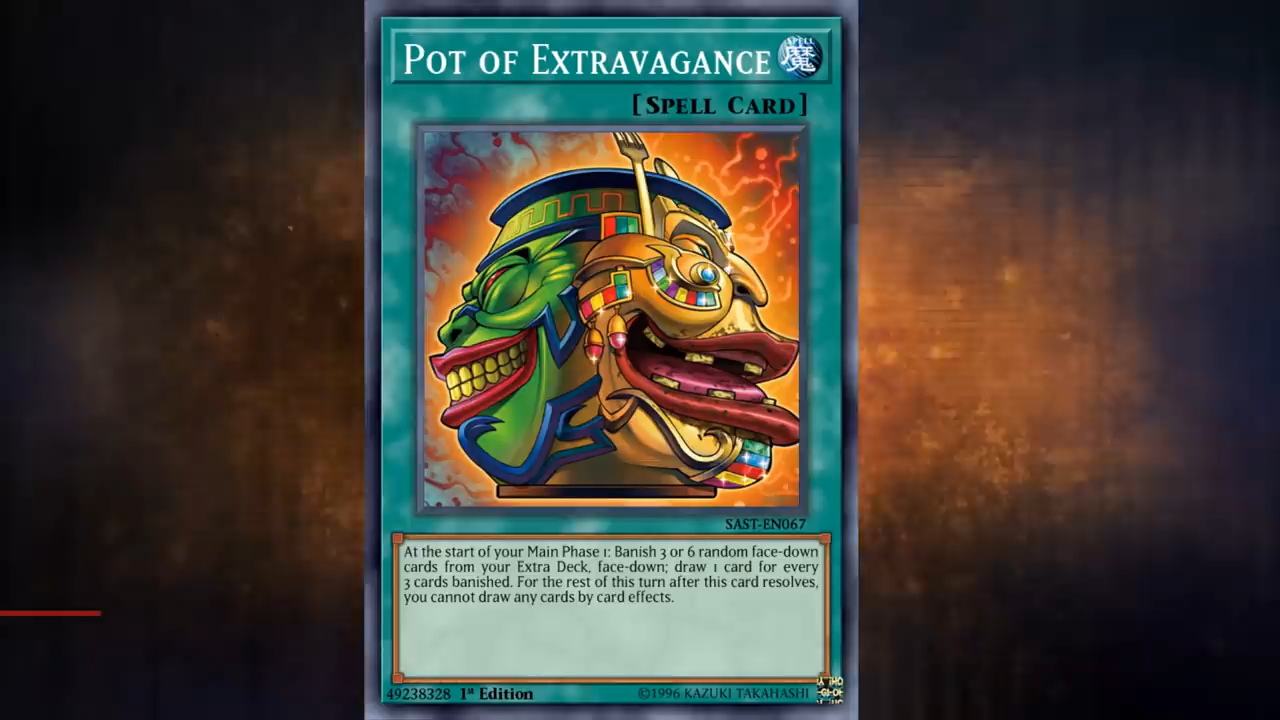 POT OF EXTRAVAGANCE
SPELL
魔
[SPELL CARD]
SAST-EN067
At the start of your Main Phase 1: Banish 3 or 6 random face-down
cards from your Extra Deck, face-down; draw 1 card for every
3 cards banished. For the rest of this turn after this card resolves,
you cannot draw any cards by card effects.
49238328 1st Edition
©1996 KAZUKI TAKAHASHI